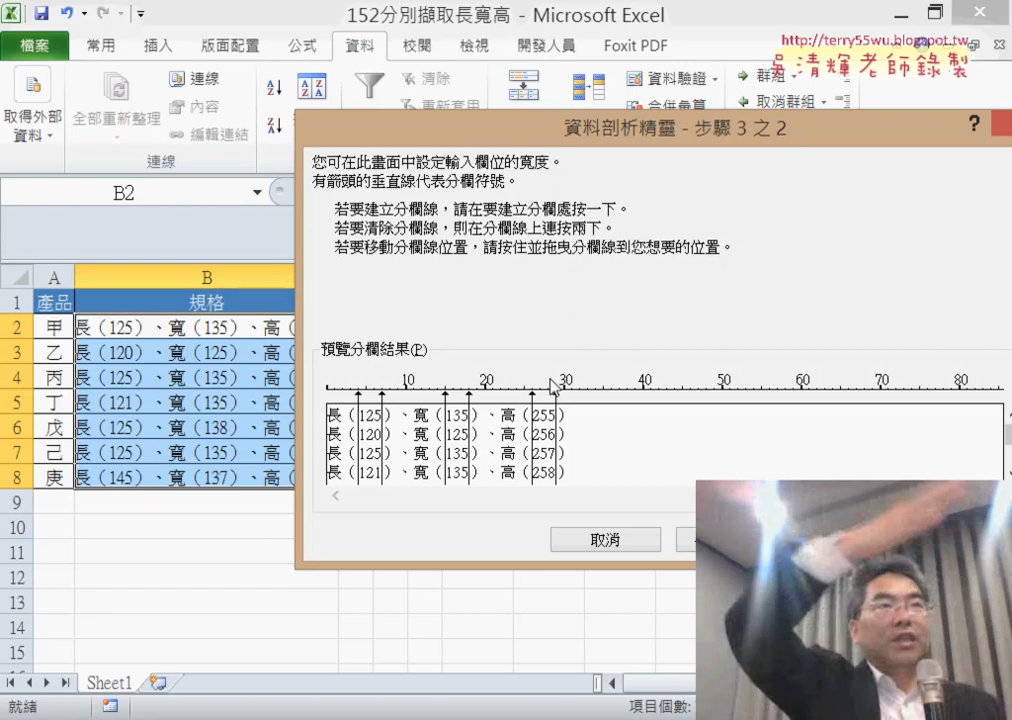 152分別擷取長寬高 - Microsoft Excel
檔案 常用 插入 版面配置 公式 資料 校閱 檢視 開發人員 Foxit PDF
http://terry55wu.blogspot.tw
吳清輝老師錄製
取得外部資料
全部重新整理
連線
內容
編輯連結
清除
重新套用
資料驗證
合併彙算
群組
取消群組
連線
B2
資料剖析精靈 - 步驟 3 之 2
?
您可在此畫面中設定輸入欄位的寬度。
有箭頭的垂直線代表分欄符號。
若要建立分欄線，請在要建立分欄處按一下。
若要清除分欄線，則在分欄線上連按兩下。
若要移動分欄線位置，請按住並拖曳分欄線到您想要的位置。
預覽分欄結果(P)
10 20 30 40 50 60 70 80
長（125）、寬（135）、高（255）
長（120）、寬（125）、高（256）
長（125）、寬（135）、高（257）
長（121）、寬（135）、高（258）
取消
A B
1 產品 規格
2 甲 長（125）、寬（135）、高（
3 乙 長（120）、寬（125）、高（
4 丙 長（125）、寬（135）、高（
5 丁 長（121）、寬（135）、高（
6 戊 長（125）、寬（138）、高（
7 己 長（125）、寬（135）、高（
8 庚 長（145）、寬（137）、高（
9
10
11
12
13
14
15
Sheet1
就緒
項目個數: